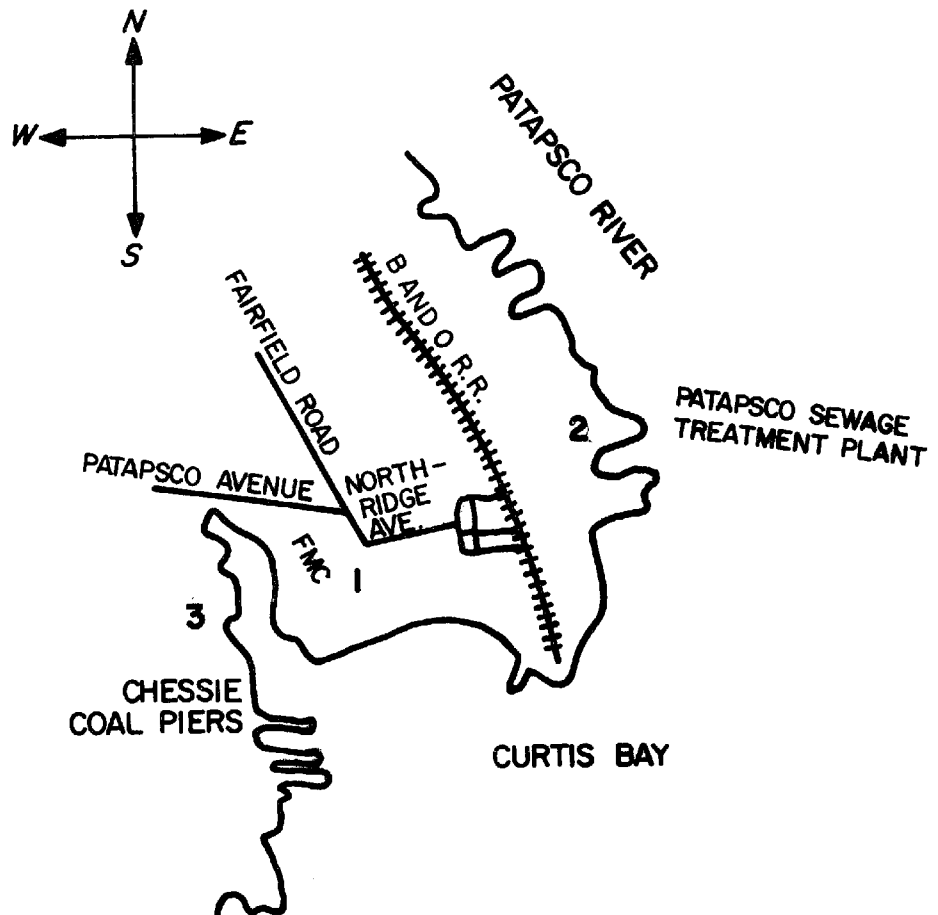 N
W
E
S
PATAPSCO RIVER
B AND O R.R.
FAIRFIELD ROAD
2
PATAPSCO SEWAGE
TREATMENT PLANT
PATAPSCO AVENUE
NORTH-
RIDGE
AVE.
FMC
1
3
CHESSIE
COAL PIERS
CURTIS BAY